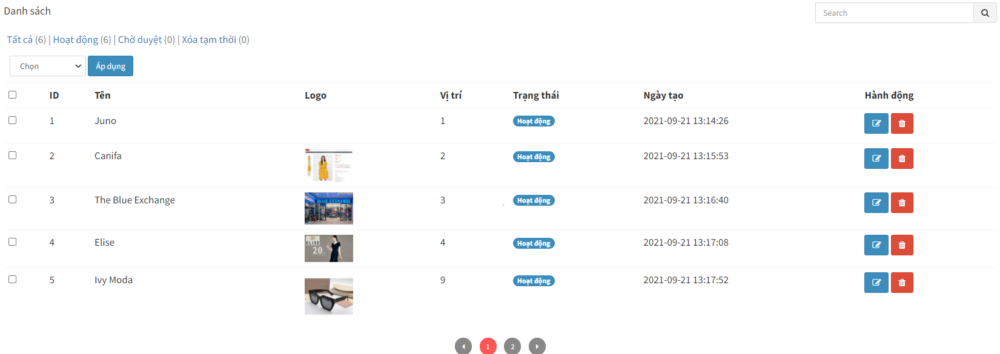 Danh sách
Search
Tất cả (6) | Hoạt động (6) | Chờ duyệt (0) | Xóa tạm thời (0)
Chọn Áp dụng
ID Tên Logo Vị trí Trạng thái Ngày tạo Hành động
1 Juno 1 Hoạt động 2021-09-21 13:14:26
2 Canifa 2 Hoạt động 2021-09-21 13:15:53
3 The Blue Exchange BLUE EXCHANGE 3 Hoạt động 2021-09-21 13:16:40
4 Elise ELISE 20 4 Hoạt động 2021-09-21 13:17:08
5 Ivy Moda 9 Hoạt động 2021-09-21 13:17:52
1 2